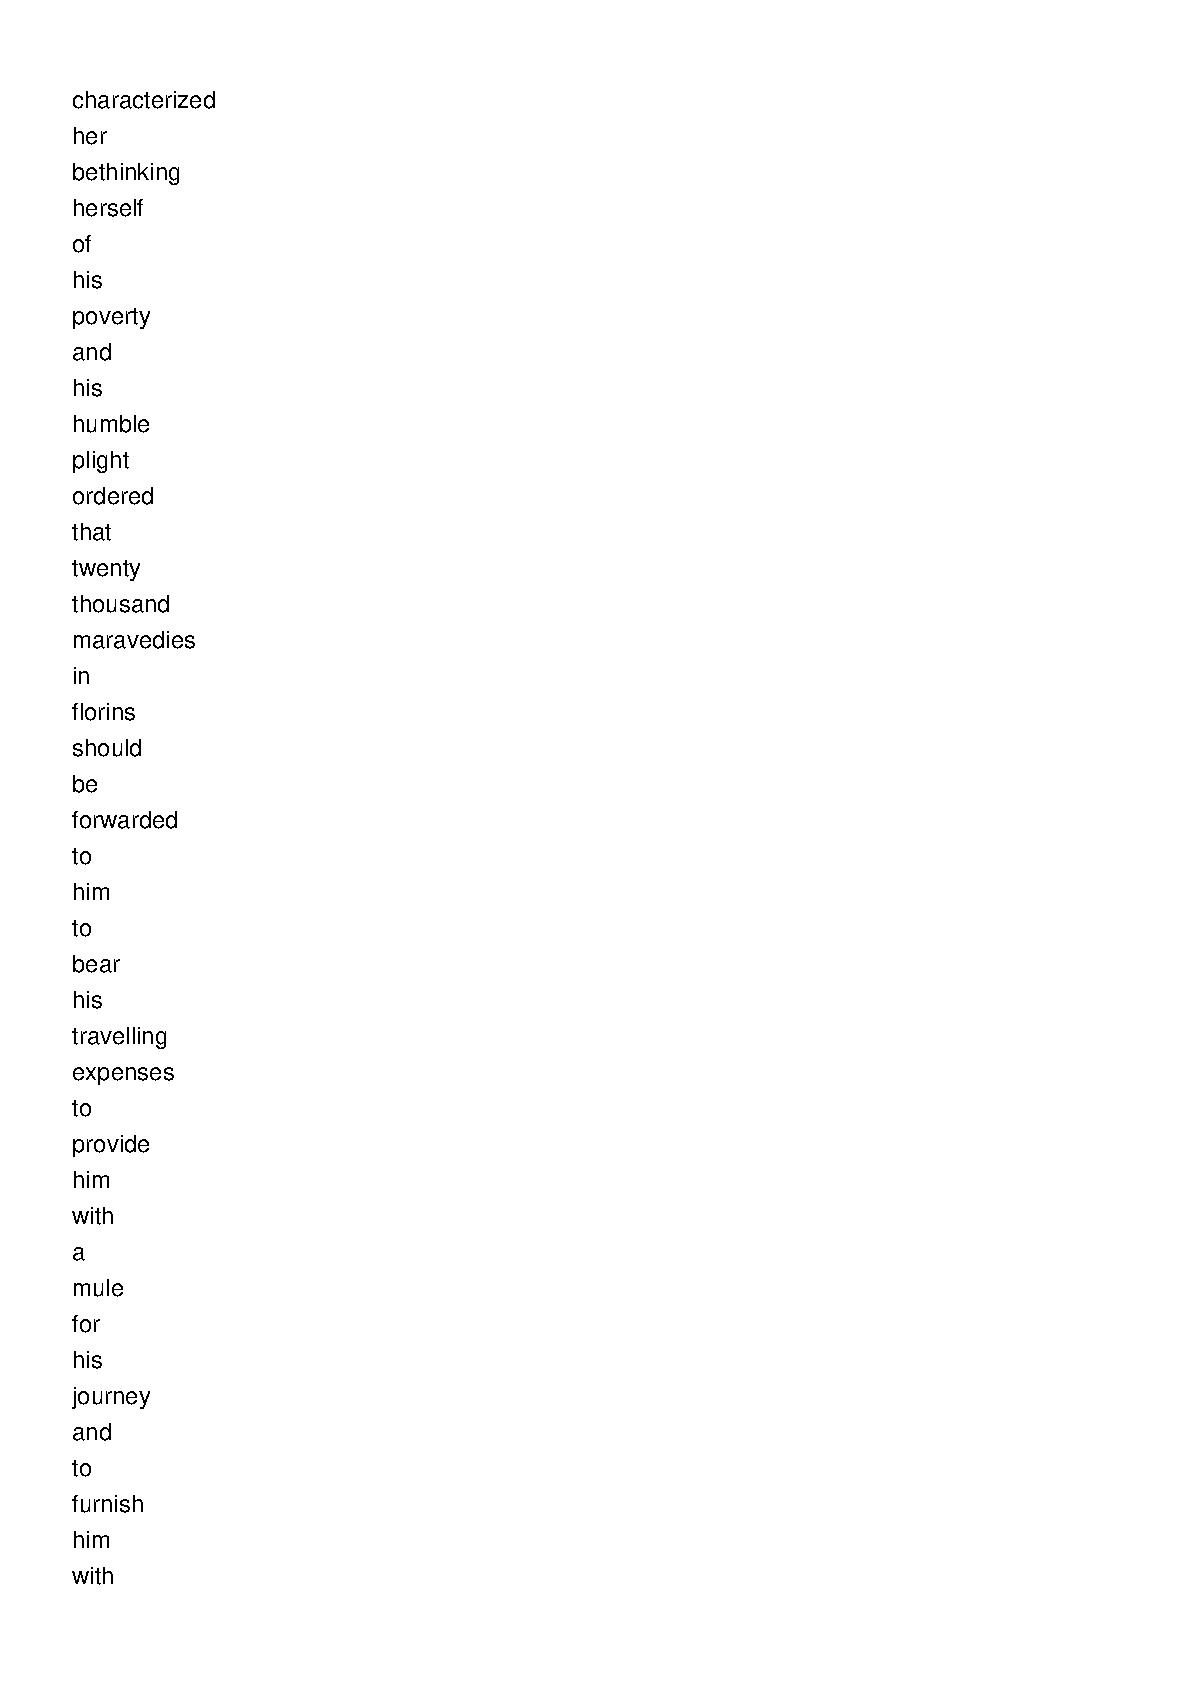 characterized
her
bethinking
herself
of
his
poverty
and
his
humble
plight
ordered
that
twenty
thousand
maravedies
in
florins
should
be
forwarded
to
him
to
bear
his
travelling
expenses
to
provide
him
with
a
mule
for
his
journey
and
to
furnish
him
with